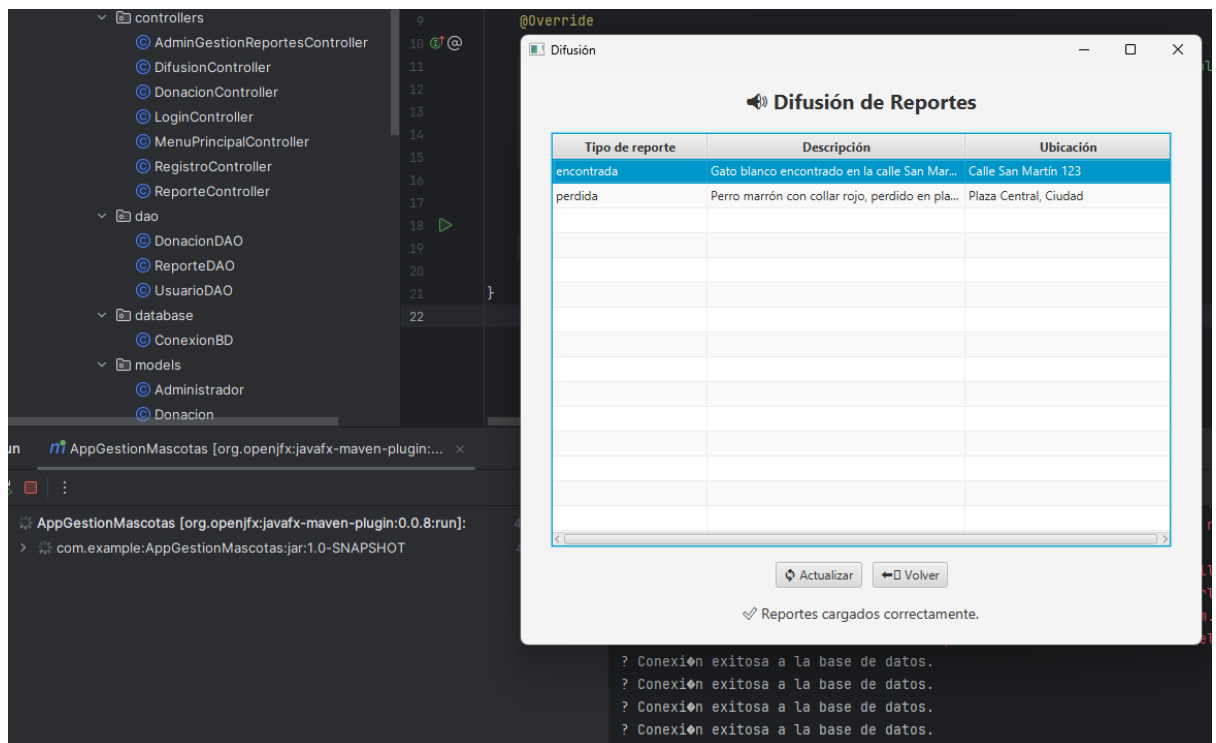 controllers
AdminGestionReportesController
DifusionController
DonacionController
LoginController
MenuPrincipalController
RegistroController
ReporteController
dao
DonacionDAO
ReporteDAO
UsuarioDAO
database
ConexionBD
models
Administrador
Donacion
9 @Override
10
11
12
13
14
15
16
17
18
19
20
21 }
22
Difusión
Difusión de Reportes
Tipo de reporte Descripción Ubicación
encontrada Gato blanco encontrado en la calle San Mar... Calle San Martín 123
perdida Perro marrón con collar rojo, perdido en pla... Plaza Central, Ciudad
Actualizar Volver
Reportes cargados correctamente.
AppGestionMascotas [org.openjfx:javafx-maven-plugin:...
AppGestionMascotas [org.openjfx:javafx-maven-plugin:0.0.8:run]:
com.example:AppGestionMascotas:jar:1.0-SNAPSHOT
? Conexi�n exitosa a la base de datos.
? Conexi�n exitosa a la base de datos.
? Conexi�n exitosa a la base de datos.
? Conexi�n exitosa a la base de datos.